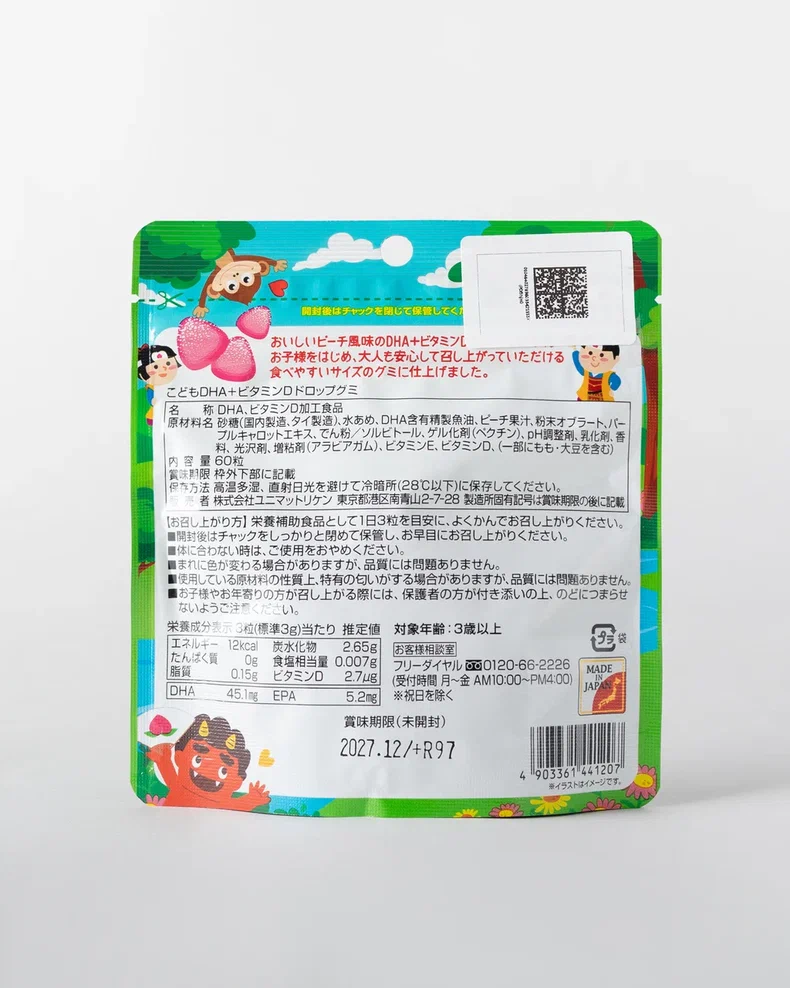 開封後はチャックを閉じて保管してくだ
おいしいピーチ風味のDHA+ビタミンD
お子様をはじめ、大人も安心して召し上がっていただける
食べやすいサイズのグミに仕上げました。
こどもDHA+ビタミンDドロップグミ
名 称 DHA、ビタミンD加工食品
原材料名 砂糖(国内製造、タイ製造)、水あめ、DHA含有精製魚油、ピーチ果汁、粉末オブラート、パー
プルキャロットエキス、でん粉/ソルビトール、ゲル化剤(ペクチン)、pH調整剤、乳化剤、香
料、光沢剤、増粘剤(アラビアガム)、ビタミンE、ビタミンD、(一部にもも・大豆を含む)
内 容 量 60粒
賞味期限 枠外下部に記載
保存方法 高温多湿、直射日光を避けて冷暗所(28℃以下)に保存してください。
者 株式会社ユニマットリケン 東京都港区南青山2-7-28 製造所固有記号は賞味期限の後に記載
【お召し上がり方】栄養補助食品として1日3粒を目安に、よくかんでお召し上がりください。
■開封後はチャックをしっかりと閉めて保管し、お早目にお召し上がりください。
■体に合わない時は、ご使用をおやめください。
■まれに色が変わる場合がありますが、品質には問題ありません。
■使用している原材料の性質上、特有の匂いがする場合がありますが、品質には問題ありません。
■お子様やお年寄りの方が召し上がる際には、保護者の方が付き添いの上、のどにつまらせ
ないようご注意ください。
栄養成分表示 3粒(標準3g)当たり 推定値
エネルギー 12kcal 炭水化物 2.65g
たんぱく質 0g 食塩相当量 0.007g
脂質 0.15g ビタミンD 2.7μg
DHA 45.1mg EPA 5.2mg
対象年齢:3歳以上
お客様相談室
フリーダイヤル 0120-66-2226
(受付時間 月~金 AM10:00~PM4:00)
※祝日を除く
プラ 袋
MADE
IN
JAPAN
賞味期限(未開封)
2027.12/+R97
4 903361 441207
※イラストはイメージです。